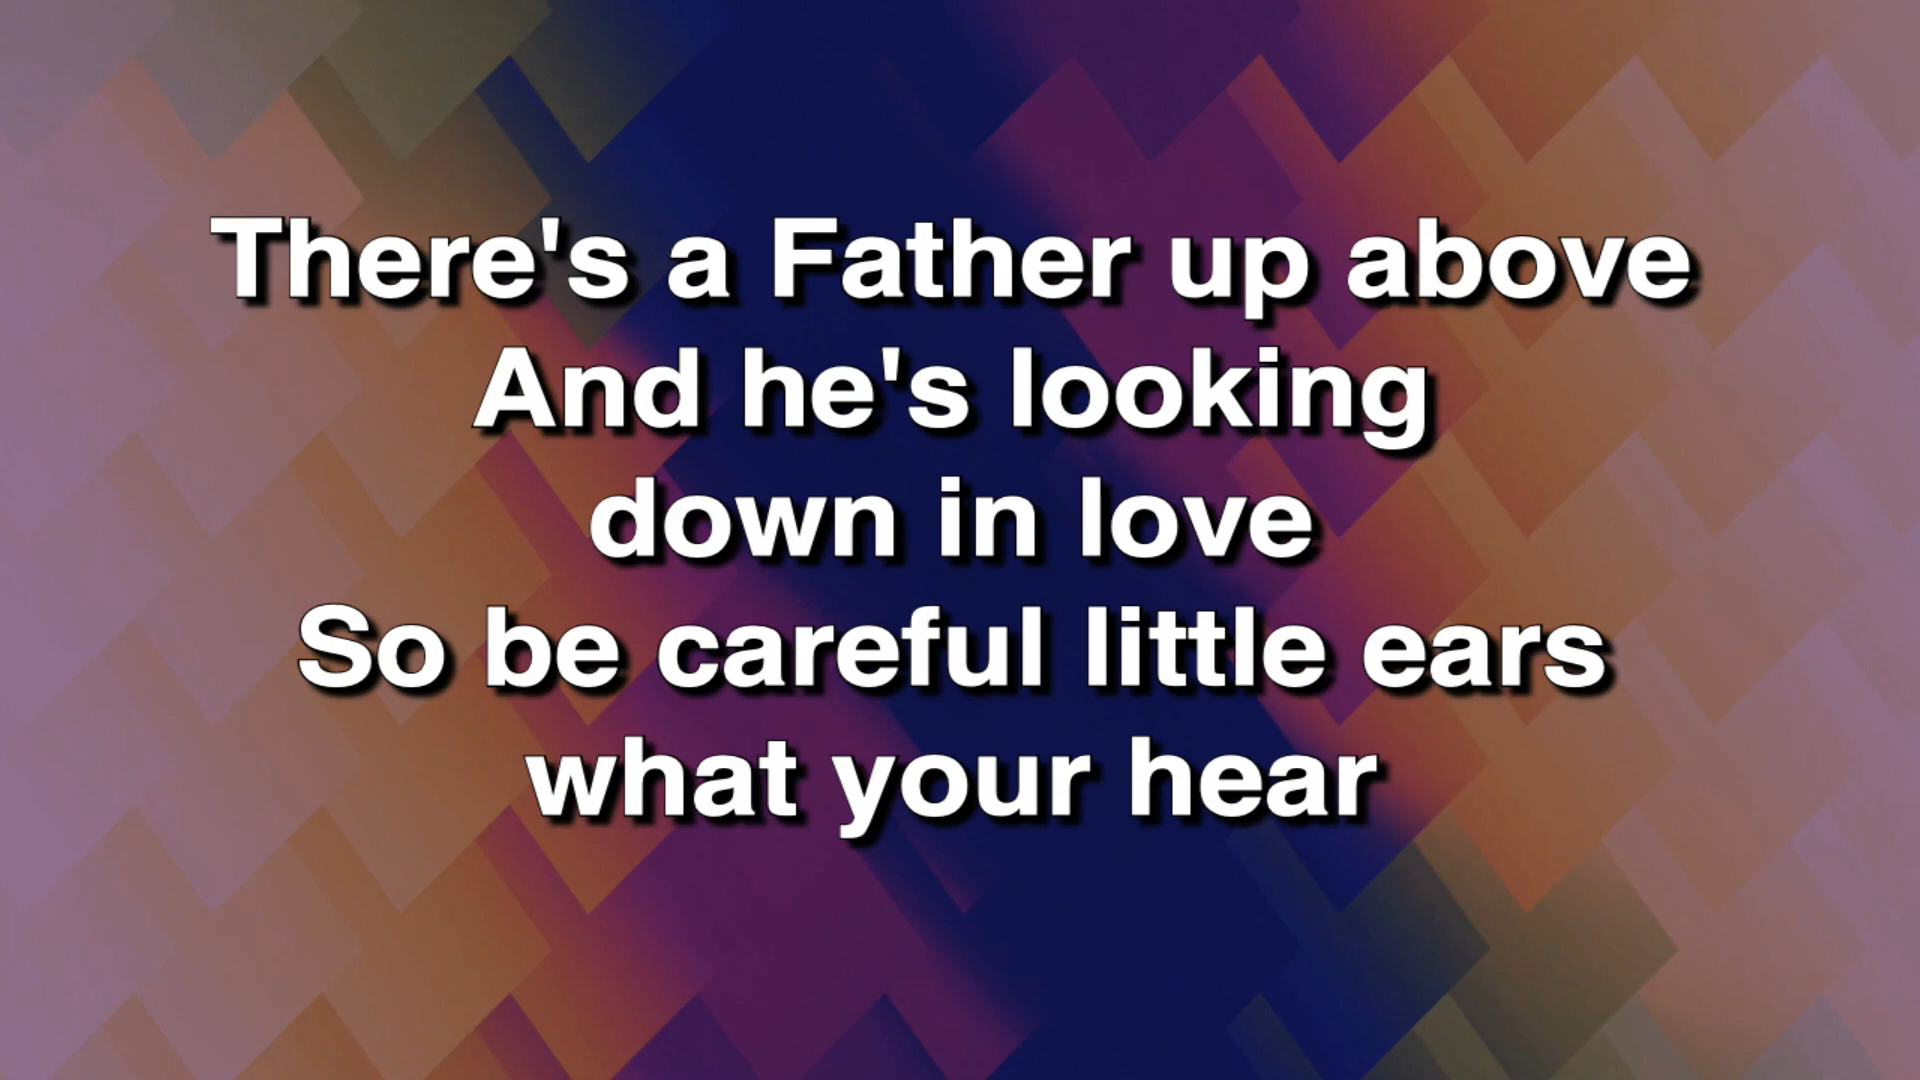 There's a Father up above
And he's looking
down in love
So be careful little ears
what your hear